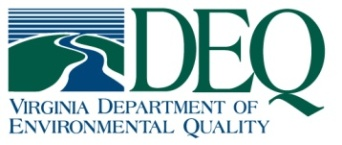 DEQ
VIRGINIA DEPARTMENT OF
ENVIRONMENTAL QUALITY